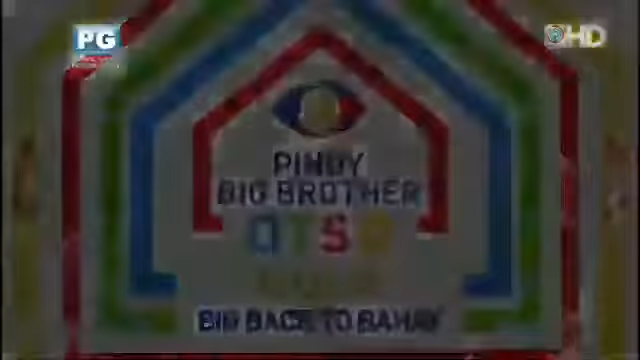 PG
HD
PINOY
BIG BROTHER
OTSO
BIG BACK TO BAHAY